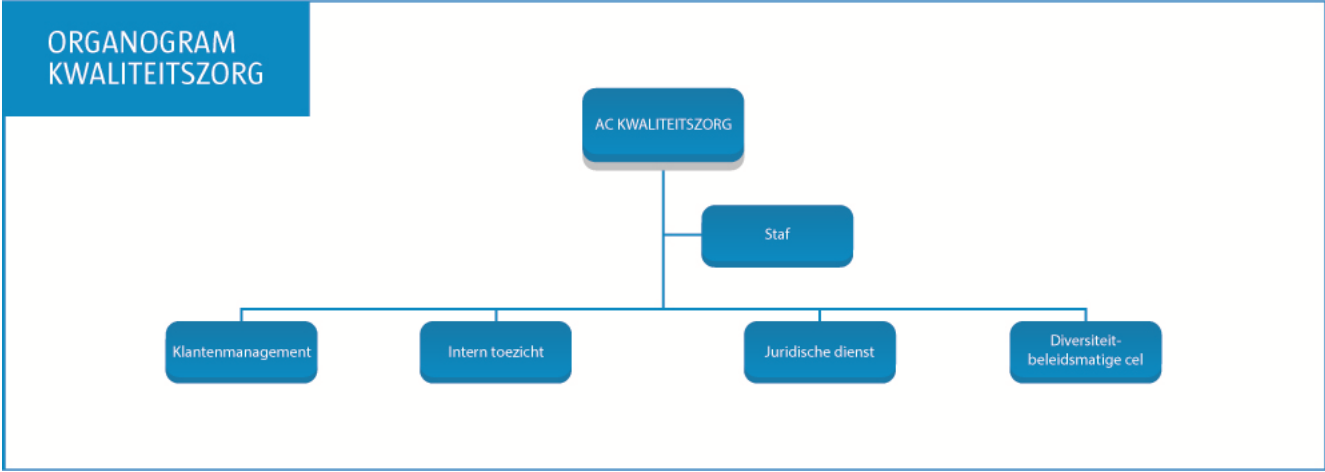 ORGANOGRAM
KWALITEITSZORG
AC KWALITEITSZORG
Staf
Klantenmanagement
Intern toezicht
Juridische dienst
Diversiteit-
beleidsmatige cel